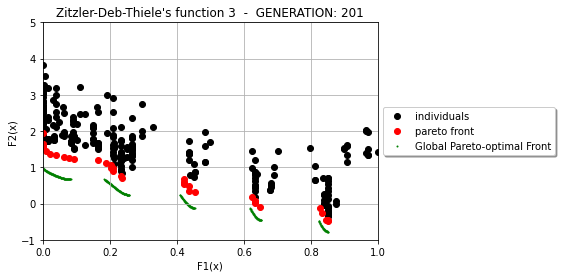 Zitzler-Deb-Thiele's function 3  -  GENERATION: 201
5
4
3
2
1
0
−1
F2(x)
0.0 0.2 0.4 0.6 0.8 1.0
F1(x)
individuals
pareto front
Global Pareto-optimal Front